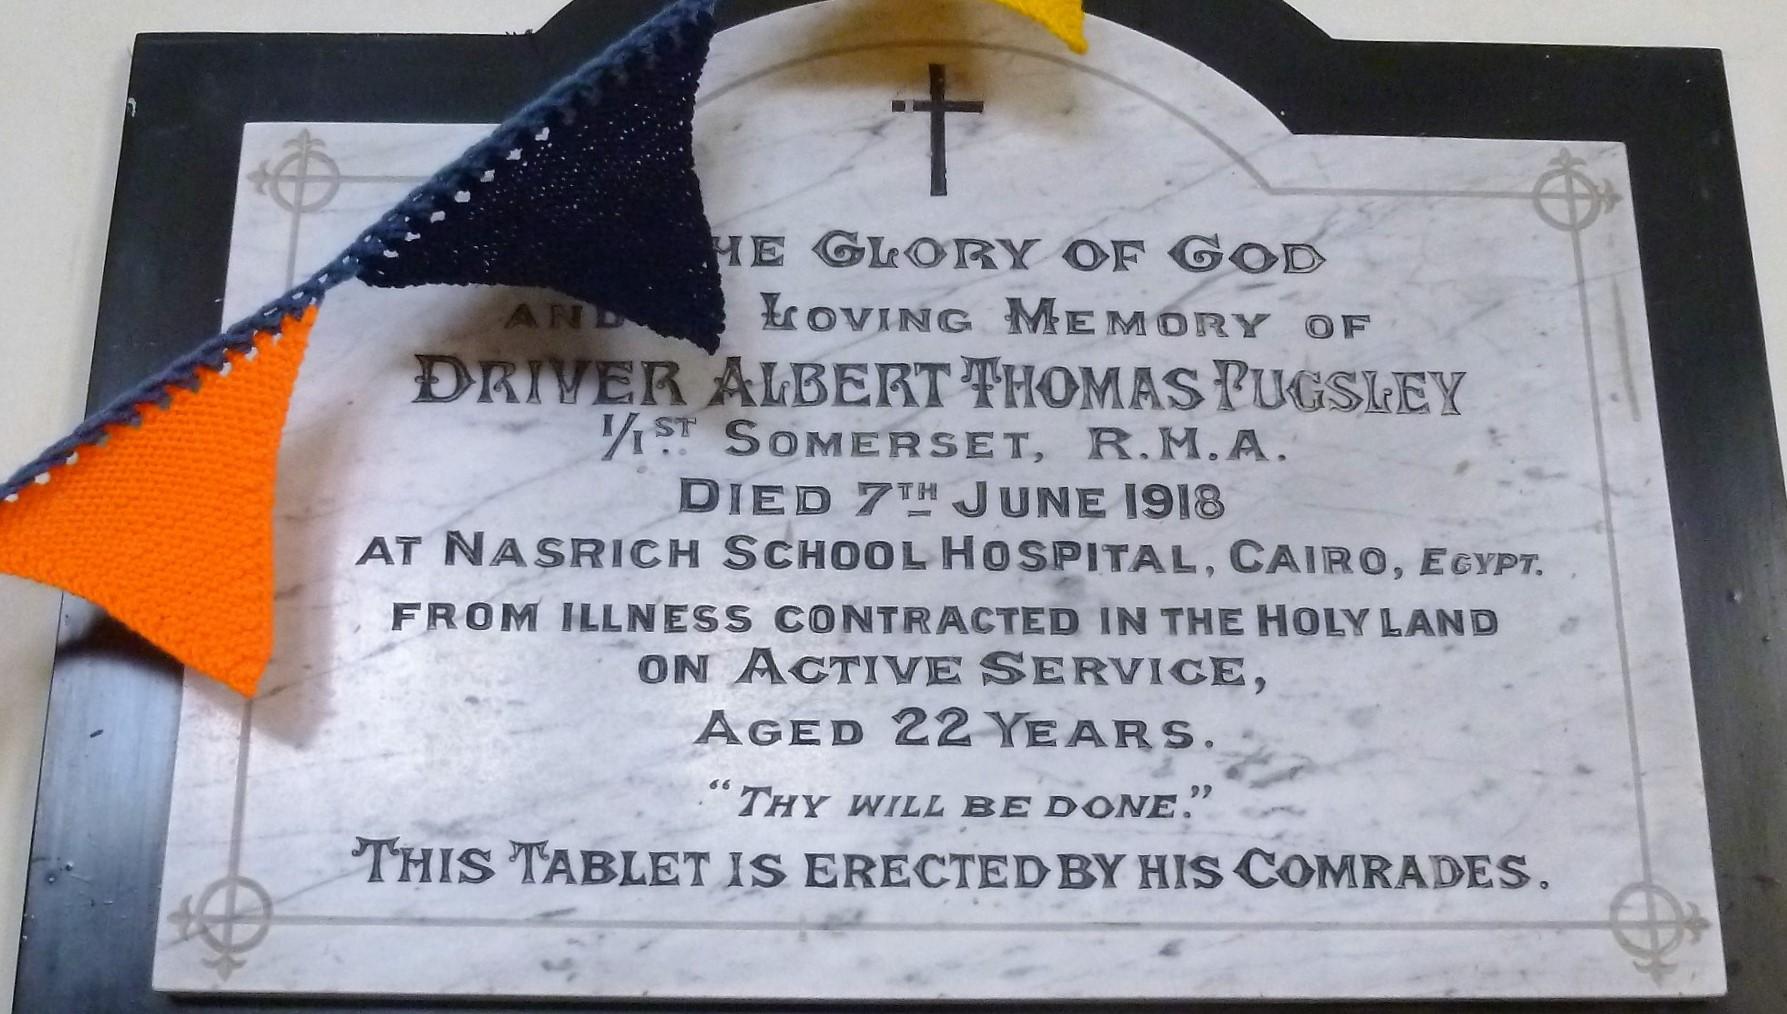 HE GLORY OF GOD
AND LOVING MEMORY OF
DRIVER ALBERT THOMAS PUGSLEY
1/1ST SOMERSET, R.H.A.
DIED 7TH JUNE 1918
AT NASRICH SCHOOL HOSPITAL, CAIRO, EGYPT.
FROM ILLNESS CONTRACTED IN THE HOLY LAND
ON ACTIVE SERVICE,
AGED 22 YEARS.
"THY WILL BE DONE."
THIS TABLET IS ERECTED BY HIS COMRADES.